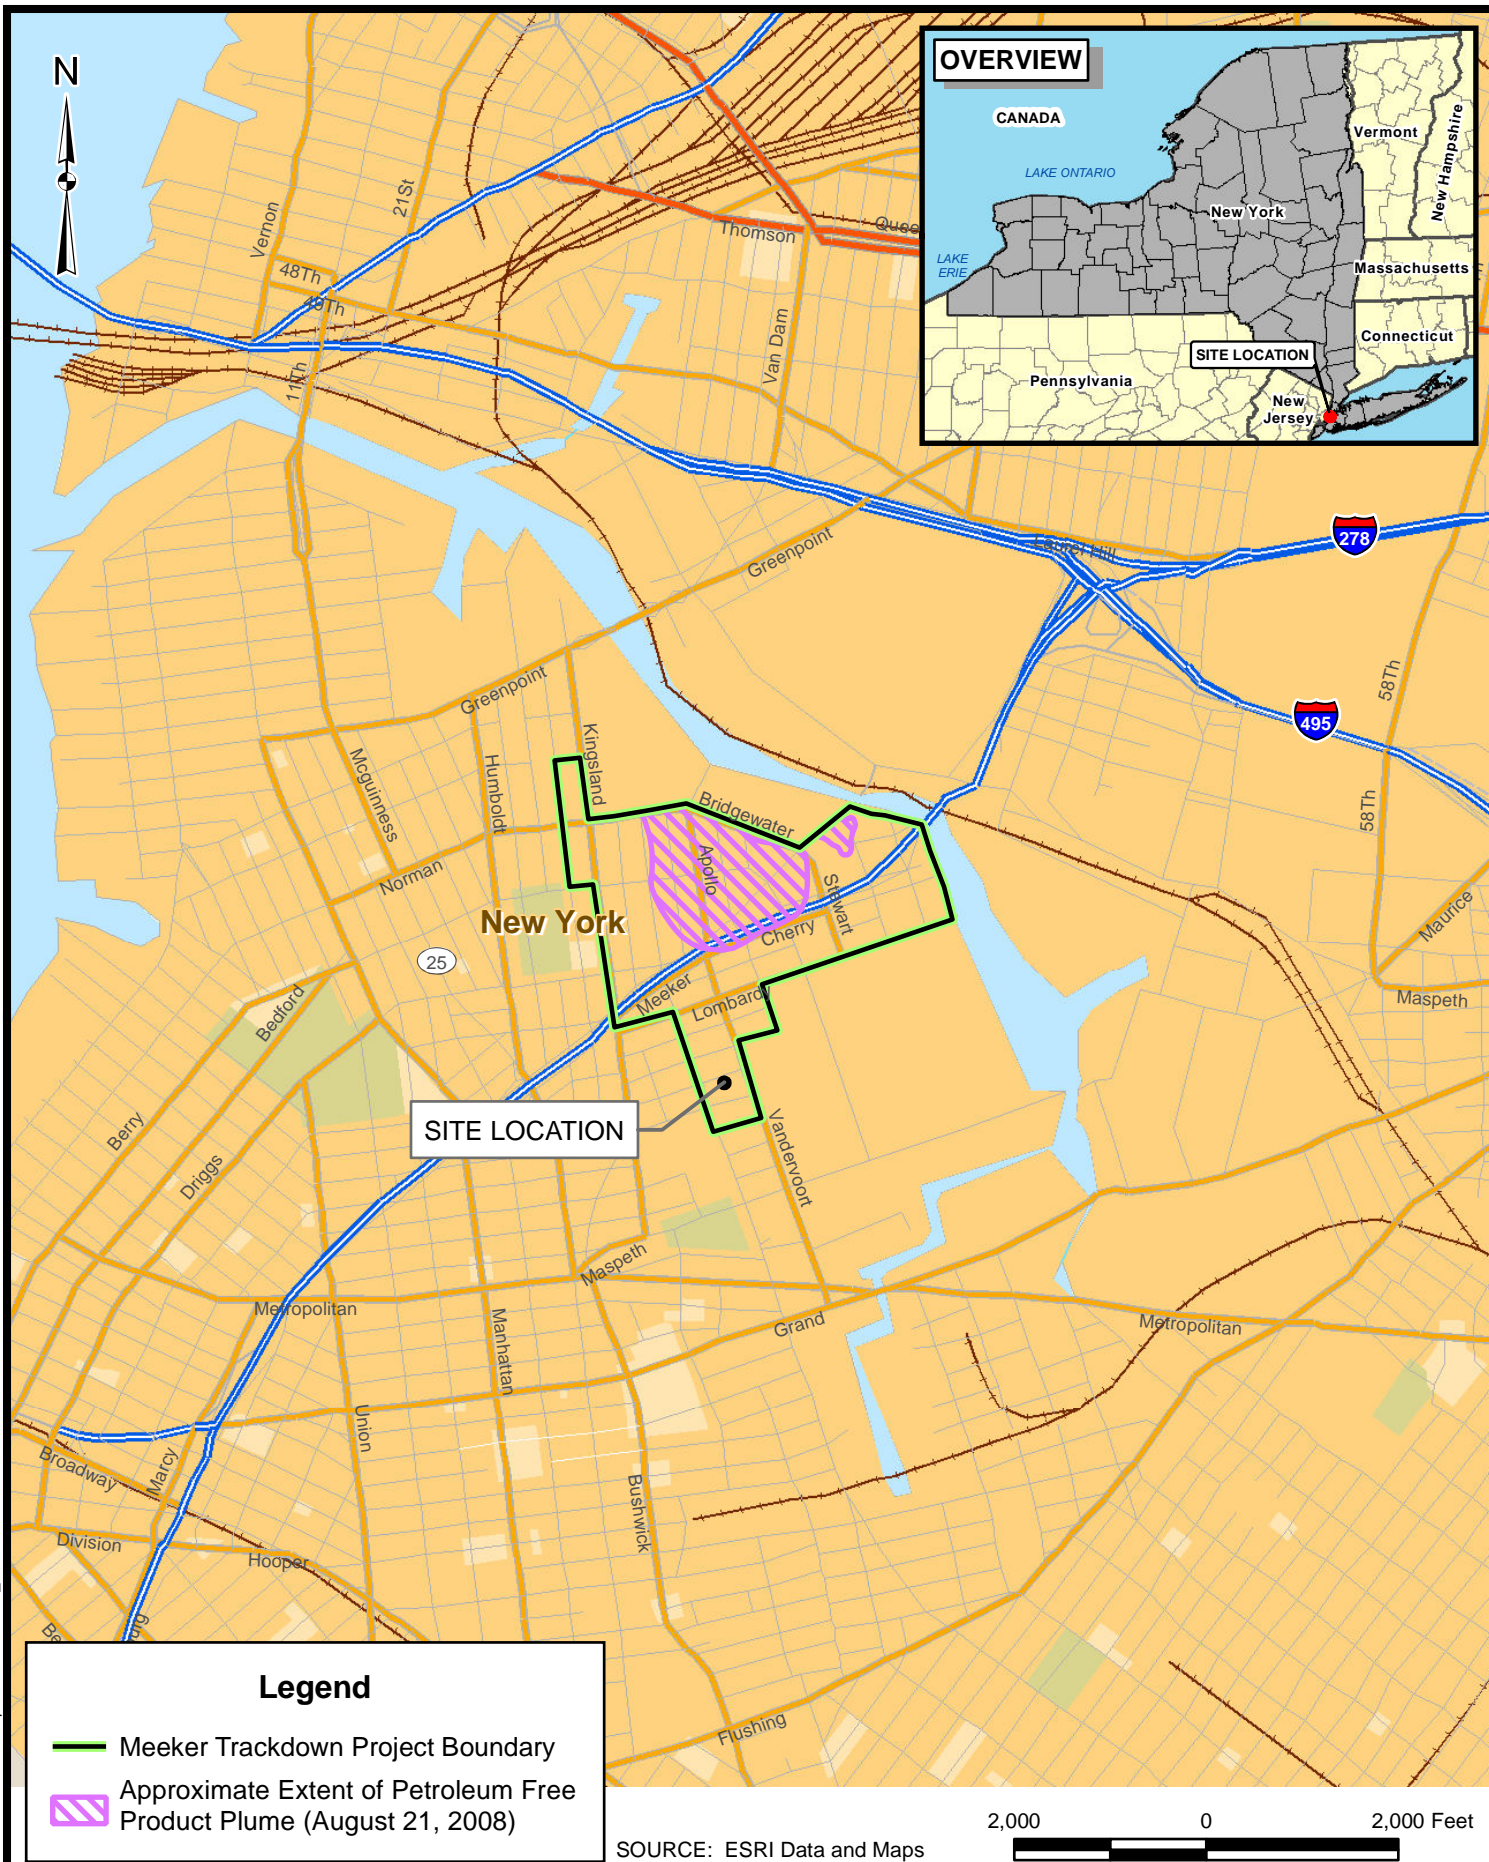 N
OVERVIEW
CANADA
LAKE ONTARIO
Vermont
New Hampshire
New York
LAKE
ERIE
Massachusetts
Connecticut
SITE LOCATION
Pennsylvania
New
Jersey
Vernon
21St
48Th
49Th
11Th
Thomson
Van Dam
Laurel Hill
278
495
58Th
58Th
Greenpoint
Greenpoint
Kingsland
Humboldt
Mcguinness
Norman
Bridgewater
Apollo
Stewart
Cherry
New York
25
Meeker
Lombardy
Maurice
Maspeth
Bedford
SITE LOCATION
Berry
Driggs
Vandervoort
Maspeth
Metropolitan
Manhattan
Grand
Metropolitan
Union
Broadway
Marcy
Bushwick
Division
Hooper
Flushing
Legend
Meeker Trackdown Project Boundary
Approximate Extent of Petroleum Free
Product Plume (August 21, 2008)
SOURCE: ESRI Data and Maps
2,000 0 2,000 Feet